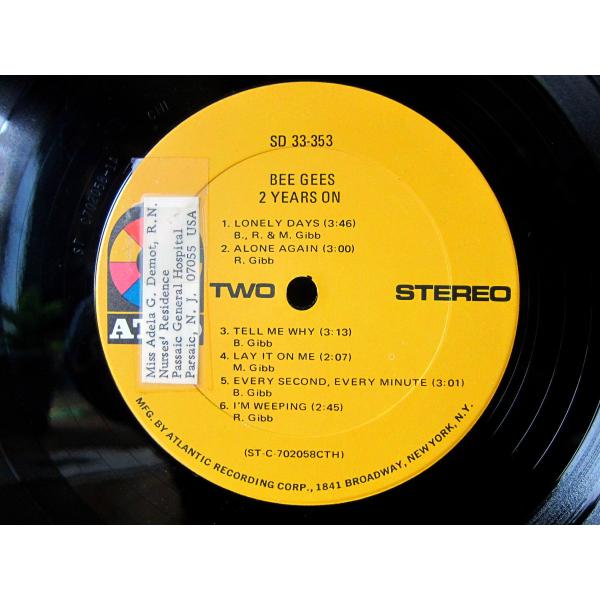 SD 33-353
BEE GEES
2 YEARS ON
1. LONELY DAYS (3:46)
B., R. & M. Gibb
2. ALONE AGAIN (3:00)
R. Gibb
TWO
STEREO
3. TELL ME WHY (3:13)
B. Gibb
4. LAY IT ON ME (2:07)
M. Gibb
5. EVERY SECOND, EVERY MINUTE (3:01)
B. Gibb
6. I'M WEEPING (2:45)
R. Gibb
(ST-C-702058CTH)
MFG. BY ATLANTIC RECORDING CORP., 1841 BROADWAY, NEW YORK, N.Y.
Miss Adela G. Demot, R.N.
Nurses' Residence
Passaic General Hospital
Parsaic, N. J. 07055 USA